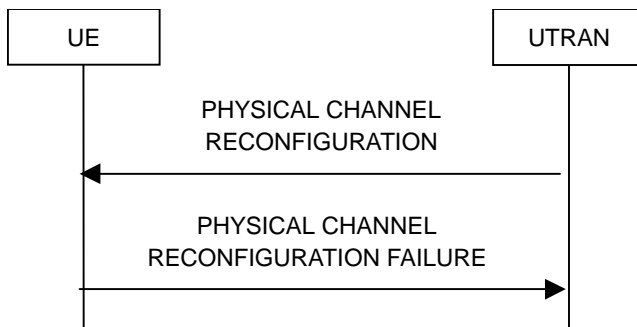 UE
UTRAN
PHYSICAL CHANNEL
RECONFIGURATION
PHYSICAL CHANNEL
RECONFIGURATION FAILURE